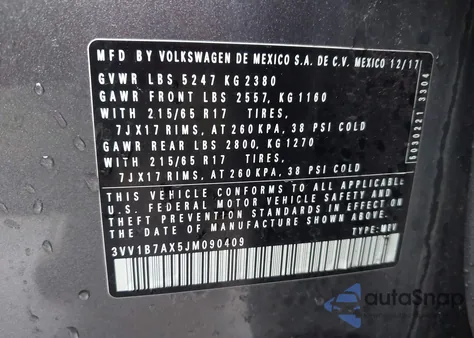 MFD BY VOLKSWAGEN DE MEXICO S.A. DE C.V. MEXICO 12/17
GVWR LBS 5247 KG 2380
GAWR FRONT LBS 2557, KG 1160
WITH 215/65 R17 TIRES,
7JX17 RIMS, AT 260 KPA, 38 PSI COLD
GAWR REAR LBS 2800, KG 1270
WITH 215/65 R17 TIRES,
7JX17 RIMS, AT 260 KPA, 38 PSI COLD
THIS VEHICLE CONFORMS TO ALL APPLICABLE
U.S. FEDERAL MOTOR VEHICLE SAFETY AND
THEFT PREVENTION STANDARDS IN EFFECT ON
THE DATE OF MANUFACTURE SHOWN ABOVE.
3VV1B7AX5JM090409 TYPE: MPV
5030221 3304
autoSnap